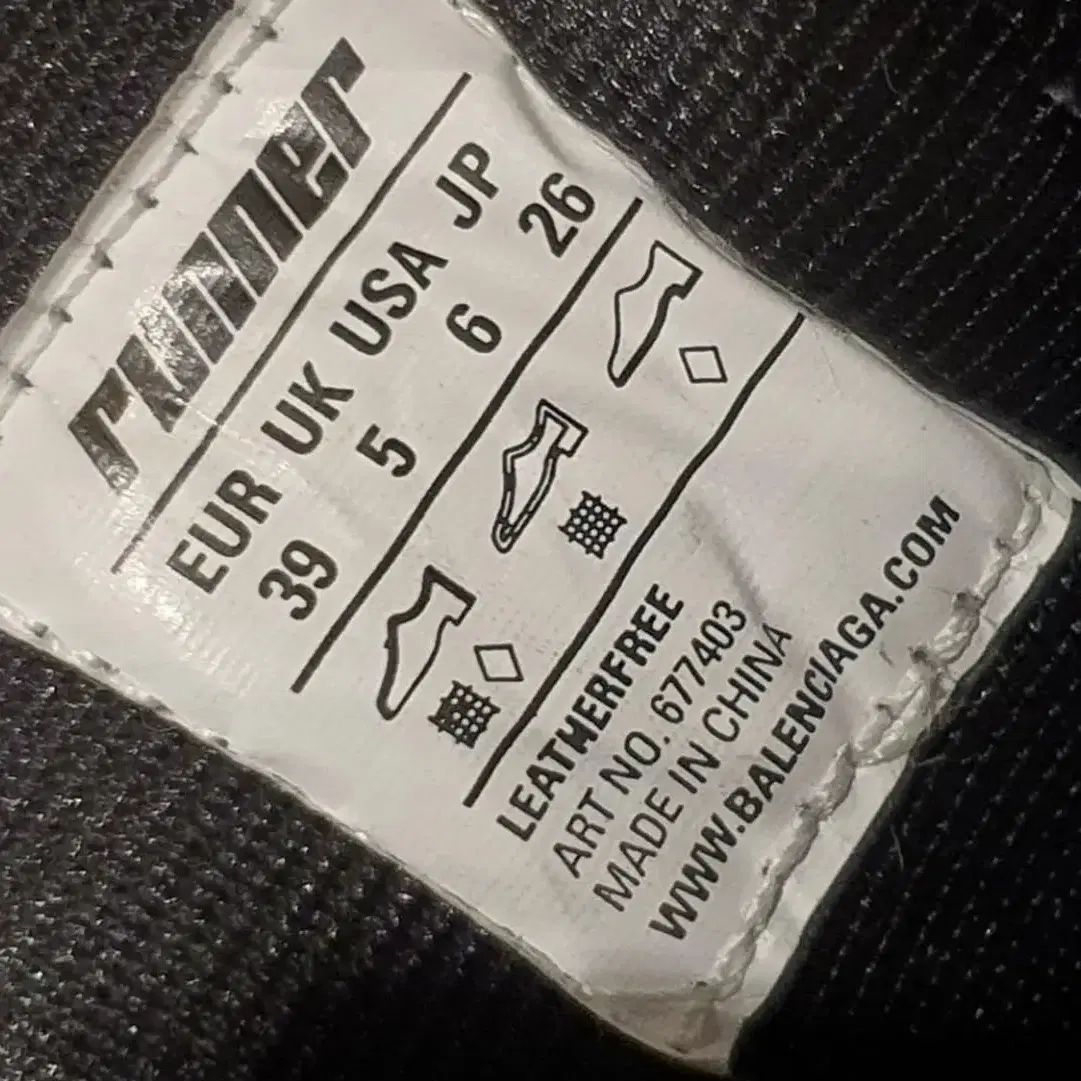 runner
EUR UK USA JP
39 5 6 26
LEATHERFREE
ART NO. 677403
MADE IN CHINA
WWW.BALENCIAGA.COM